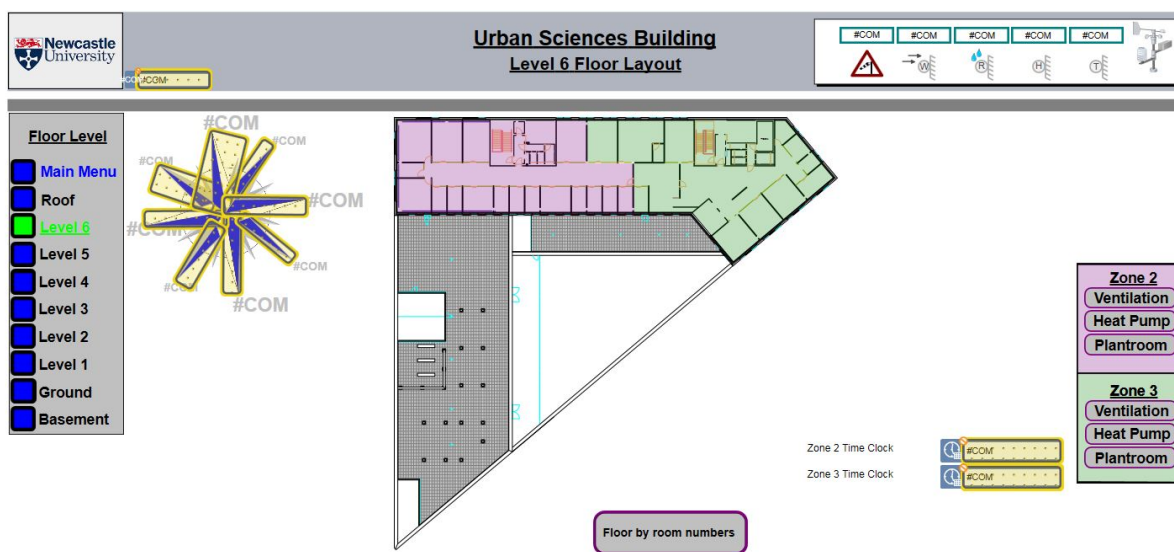 Newcastle
University
#COM
#COM
Urban Sciences Building
Level 6 Floor Layout
#COM #COM #COM #COM #COM
W R H T
Floor Level
Main Menu
Roof
Level 6
Level 5
Level 4
Level 3
Level 2
Level 1
Ground
Basement
#COM
#COM
#COM
#COM
#COM
#COM
#COM
#COM
Zone 2
Ventilation
Heat Pump
Plantroom
Zone 3
Ventilation
Heat Pump
Plantroom
Zone 2 Time Clock #COM
Zone 3 Time Clock #COM
Floor by room numbers